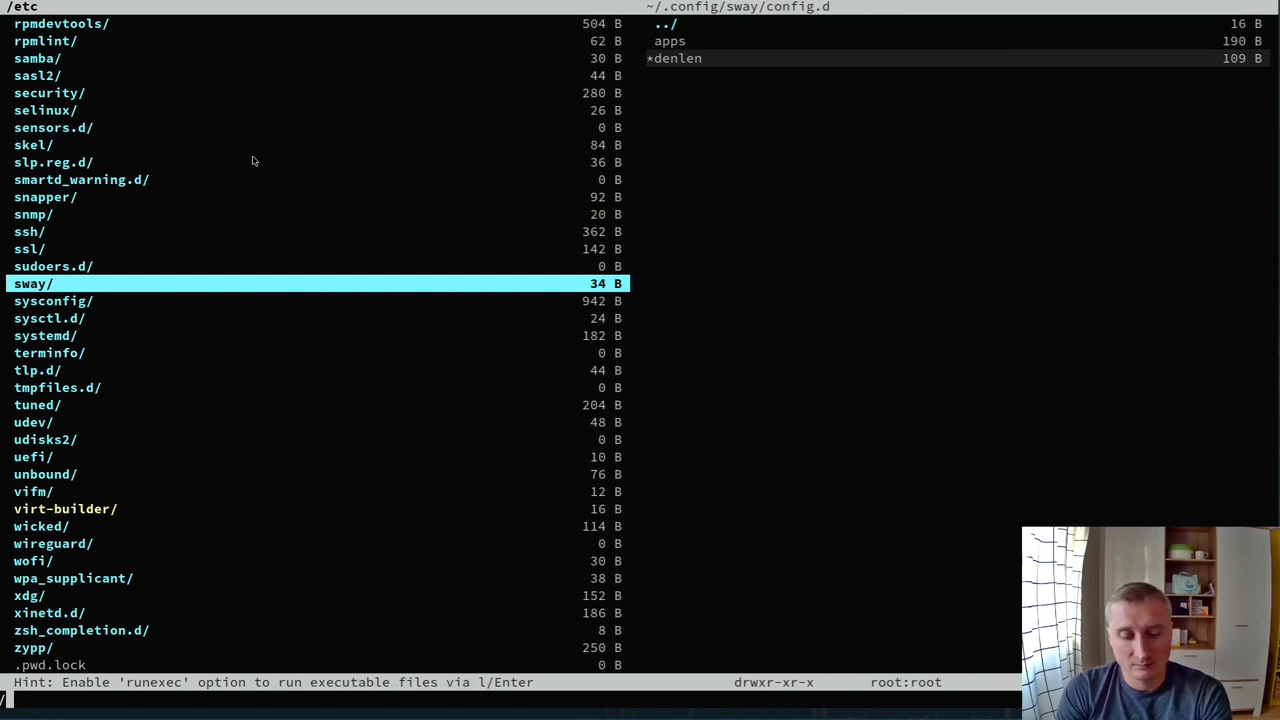 /etc
rpmdevtools/ 504 B
rpmlint/ 62 B
samba/ 30 B
sasl2/ 44 B
security/ 280 B
selinux/ 26 B
sensors.d/ 0 B
skel/ 84 B
slp.reg.d/ 36 B
smartd_warning.d/ 0 B
snapper/ 92 B
snmp/ 20 B
ssh/ 362 B
ssl/ 142 B
sudoers.d/ 0 B
sway/ 34 B
sysconfig/ 942 B
sysctl.d/ 24 B
systemd/ 182 B
terminfo/ 0 B
tlp.d/ 44 B
tmpfiles.d/ 0 B
tuned/ 204 B
udev/ 48 B
udisks2/ 0 B
uefi/ 10 B
unbound/ 76 B
vifm/ 12 B
virt-builder/ 16 B
wicked/ 114 B
wireguard/ 0 B
wofi/ 30 B
wpa_supplicant/ 38 B
xdg/ 152 B
xinetd.d/ 186 B
zsh_completion.d/ 8 B
zypp/ 250 B
.pwd.lock 0 B
~/.config/sway/config.d
../ 16 B
apps 190 B
*denlen 109 B
Hint: Enable 'runexec' option to run executable files via l/Enter drwxr-xr-x root:root
/